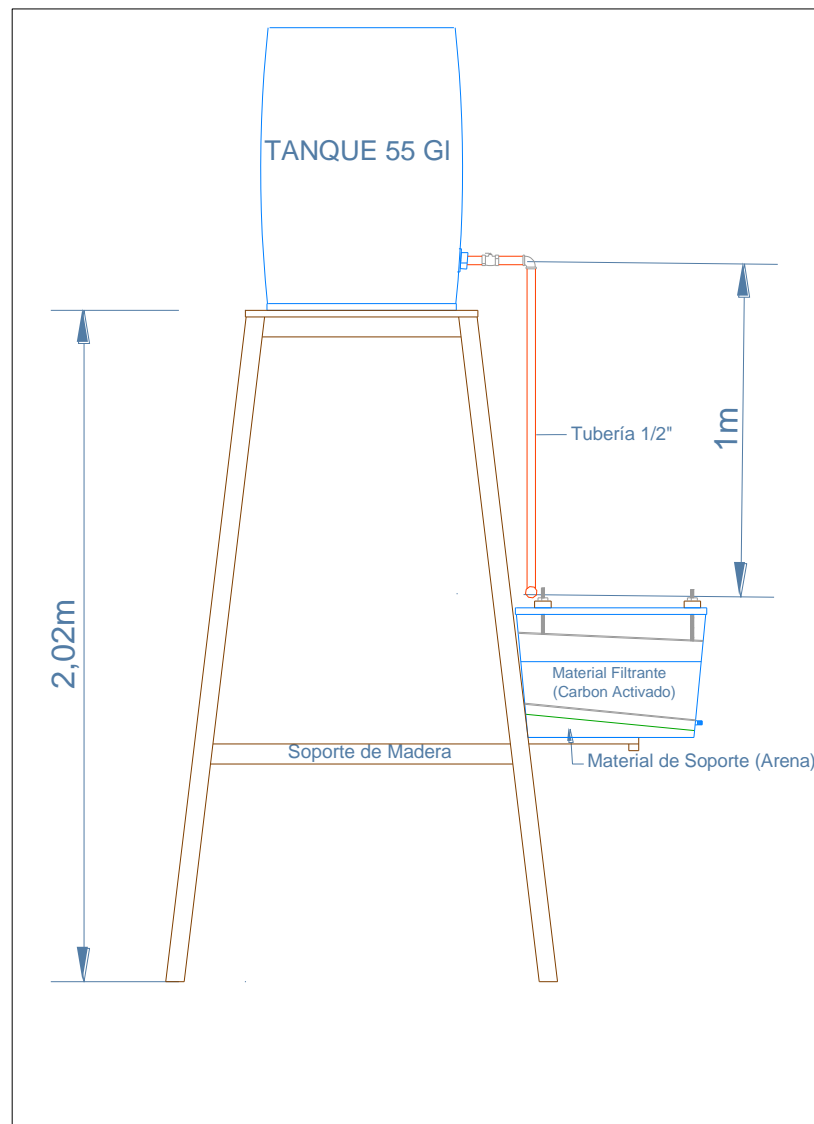 TANQUE 55 Gl
1m
Tubería 1/2"
2,02m
Material Filtrante
(Carbon Activado)
Soporte de Madera
Material de Soporte (Arena)